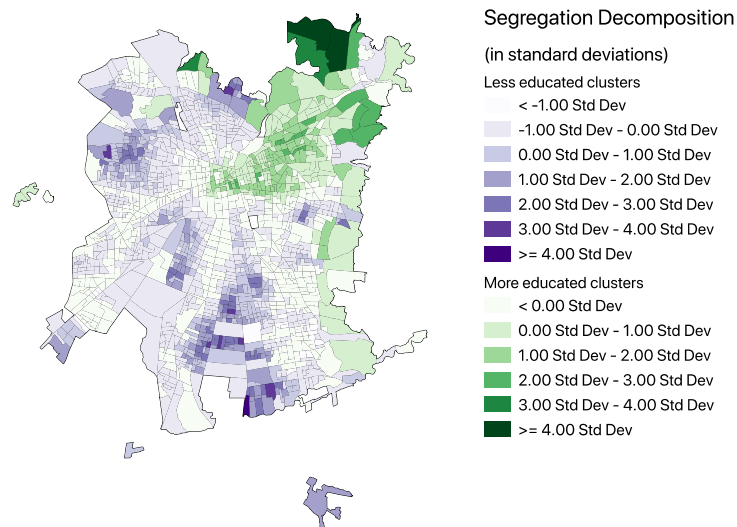 Segregation Decomposition
(in standard deviations)
Less educated clusters
< -1.00 Std Dev
-1.00 Std Dev - 0.00 Std Dev
0.00 Std Dev - 1.00 Std Dev
1.00 Std Dev - 2.00 Std Dev
2.00 Std Dev - 3.00 Std Dev
3.00 Std Dev - 4.00 Std Dev
>= 4.00 Std Dev
More educated clusters
< 0.00 Std Dev
0.00 Std Dev - 1.00 Std Dev
1.00 Std Dev - 2.00 Std Dev
2.00 Std Dev - 3.00 Std Dev
3.00 Std Dev - 4.00 Std Dev
>= 4.00 Std Dev